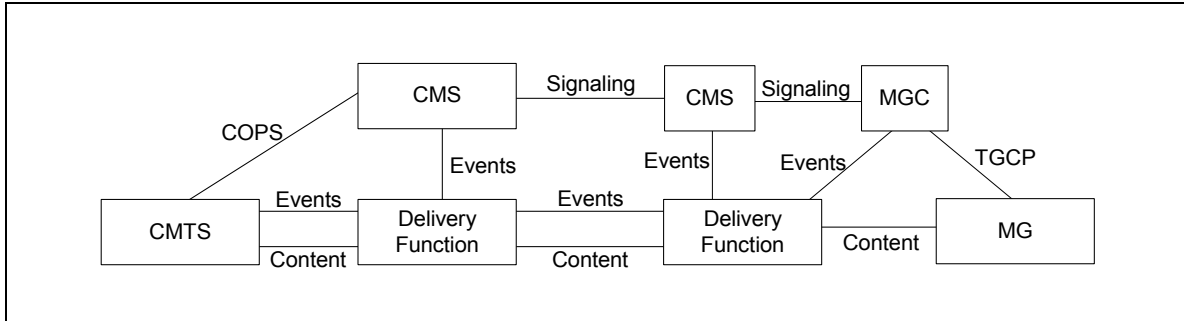 Signaling
CMS
CMS
Signaling
MGC
COPS
Events
Events
Events
TGCP
Events
Events
CMTS
Delivery
Function
Delivery
Function
MG
Content
Content
Content